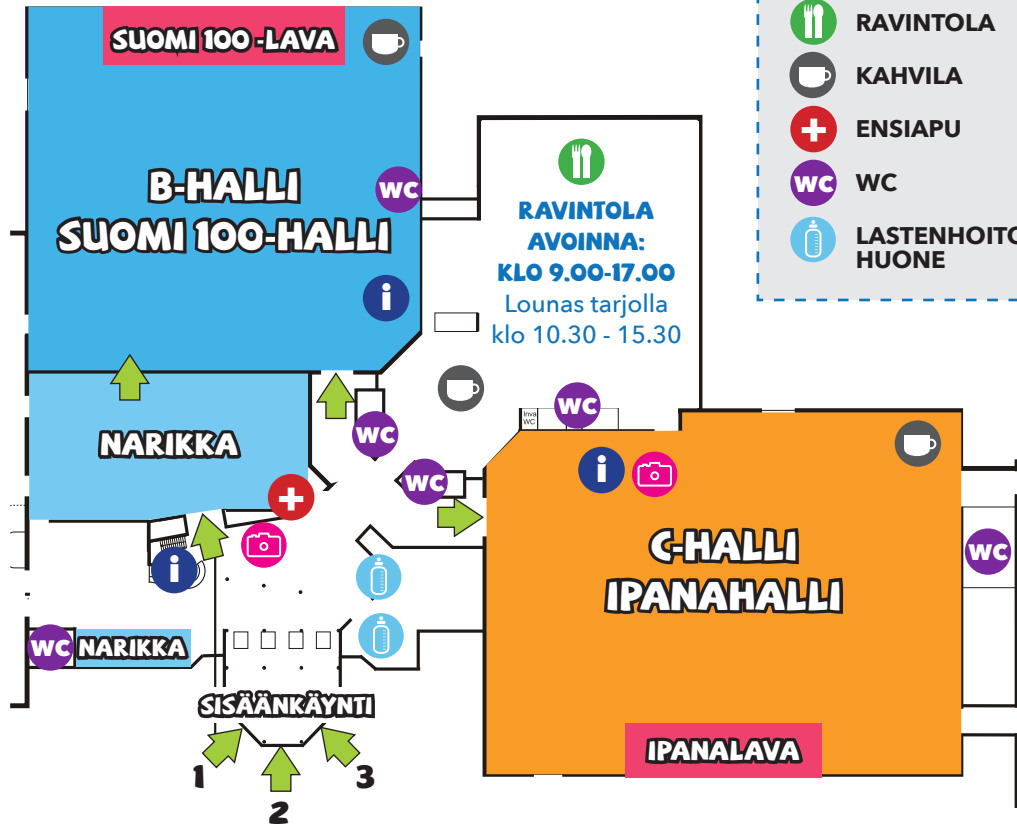 SUOMI 100 -LAVA
B-HALLI
SUOMI 100-HALLI
WC
i
RAVINTOLA
AVOINNA:
KLO 9.00-17.00
Lounas tarjolla
klo 10.30 - 15.30
RAVINTOLA
KAHVILA
ENSIAPU
WC WC
LASTENHOITO
HUONE
NARIKKA
WC
WC
Inva
WC
WC
i
i
C-HALLI
IPANAHALLI
WC
WC NARIKKA
SISÄÄNKÄYNTI
1
2
3
IPANALAVA